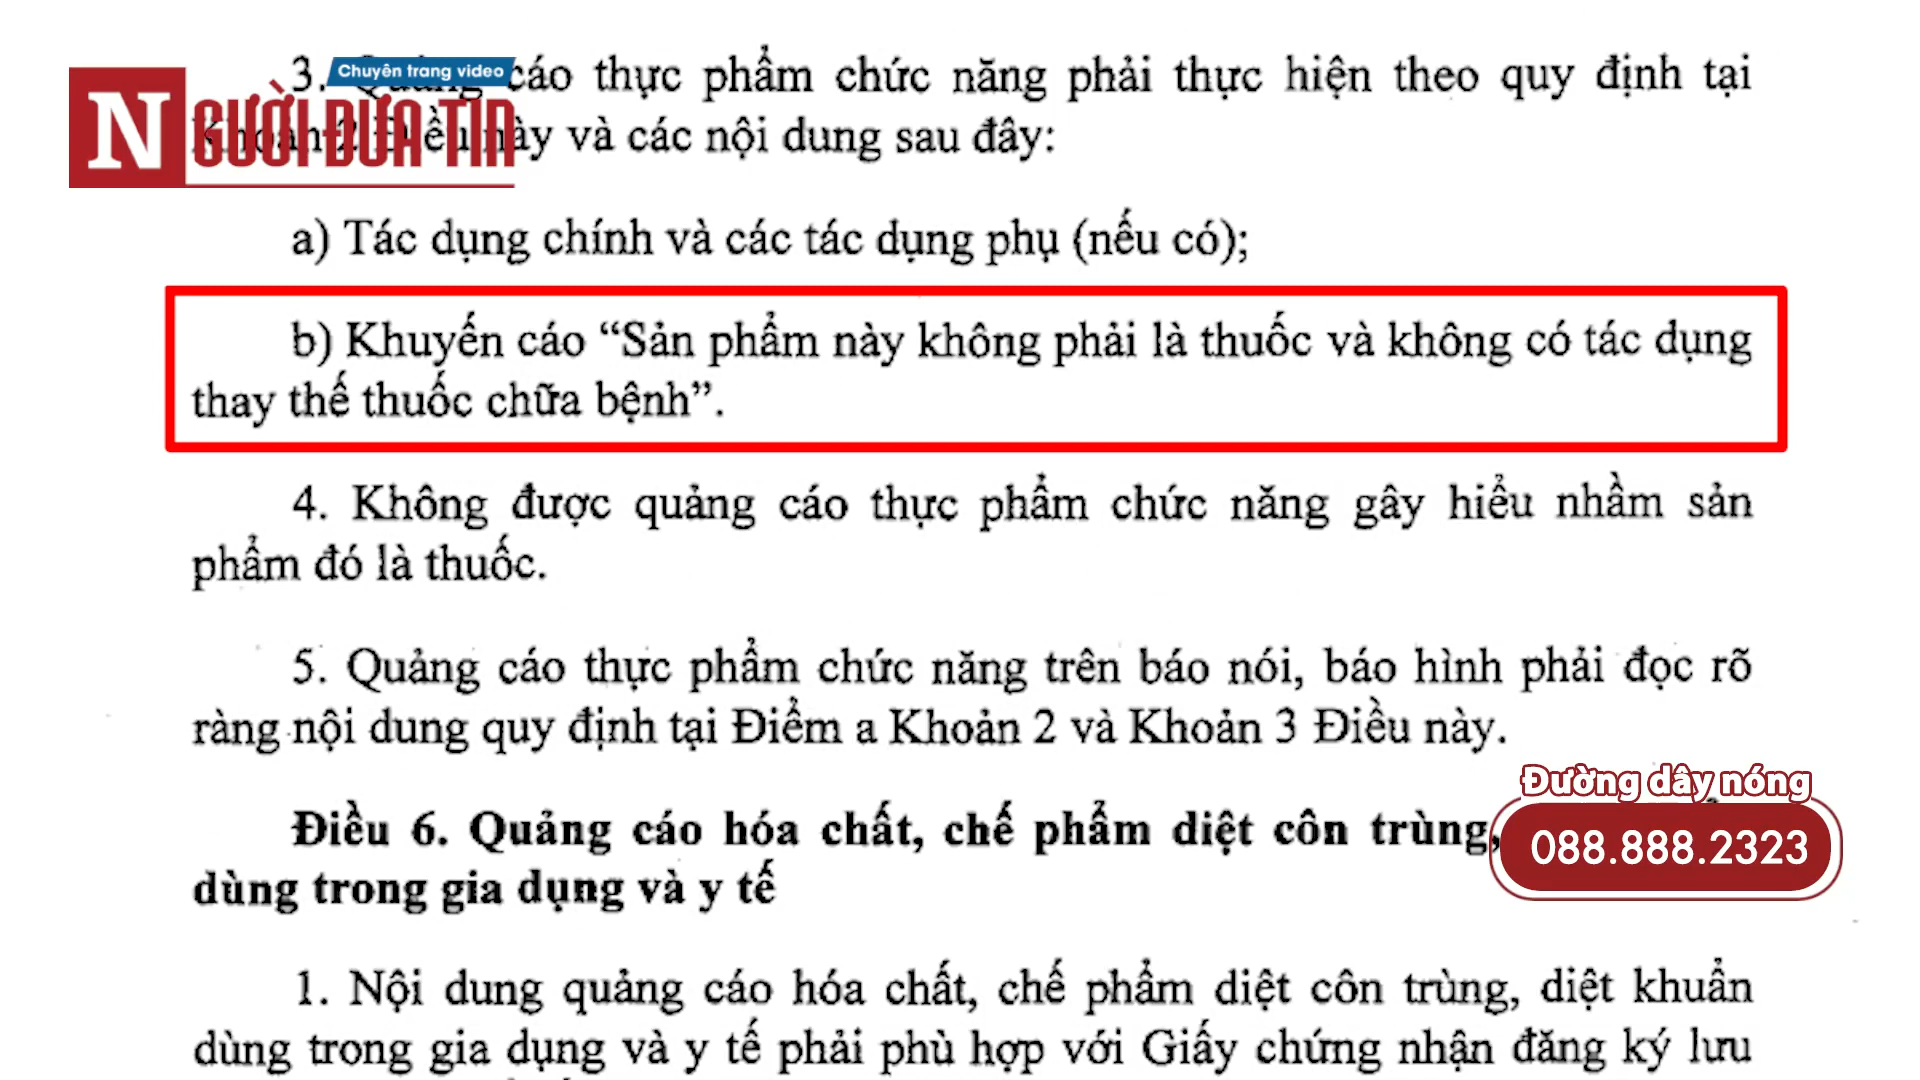 Chuyên trang video
NGƯỜI ĐƯA TIN
3. Quảng cáo thực phẩm chức năng phải thực hiện theo quy định tại
Khoản 2 Điều này và các nội dung sau đây:
a) Tác dụng chính và các tác dụng phụ (nếu có);
b) Khuyến cáo “Sản phẩm này không phải là thuốc và không có tác dụng
thay thế thuốc chữa bệnh”.
4. Không được quảng cáo thực phẩm chức năng gây hiểu nhầm sản
phẩm đó là thuốc.
5. Quảng cáo thực phẩm chức năng trên báo nói, báo hình phải đọc rõ
ràng nội dung quy định tại Điểm a Khoản 2 và Khoản 3 Điều này.
Đường dây nóng
088.888.2323
Điều 6. Quảng cáo hóa chất, chế phẩm diệt côn trùng,
dùng trong gia dụng và y tế
1. Nội dung quảng cáo hóa chất, chế phẩm diệt côn trùng, diệt khuẩn
dùng trong gia dụng và y tế phải phù hợp với Giấy chứng nhận đăng ký lưu